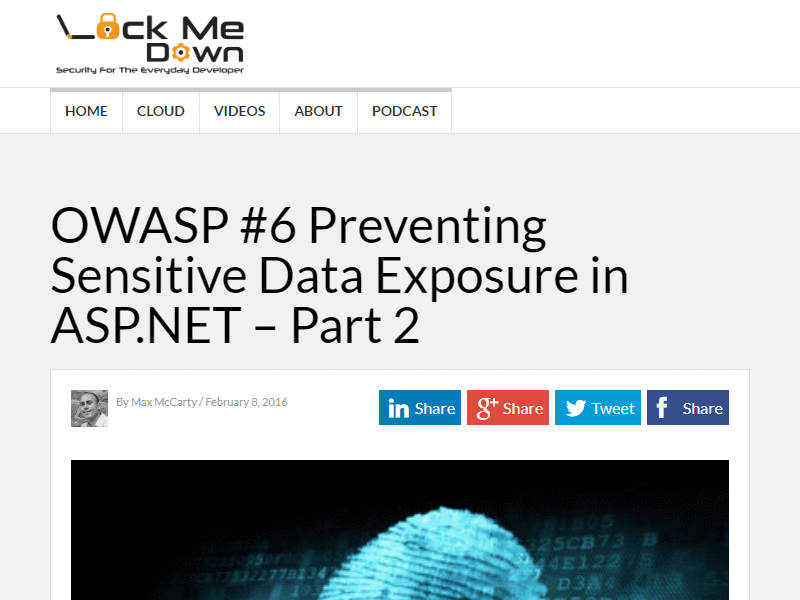 Lock Me
Down
Security For The Everyday Developer
HOME CLOUD VIDEOS ABOUT PODCAST
OWASP #6 Preventing
Sensitive Data Exposure in
ASP.NET – Part 2
By Max McCarty / February 8, 2016
in Share g+ Share Tweet f Share